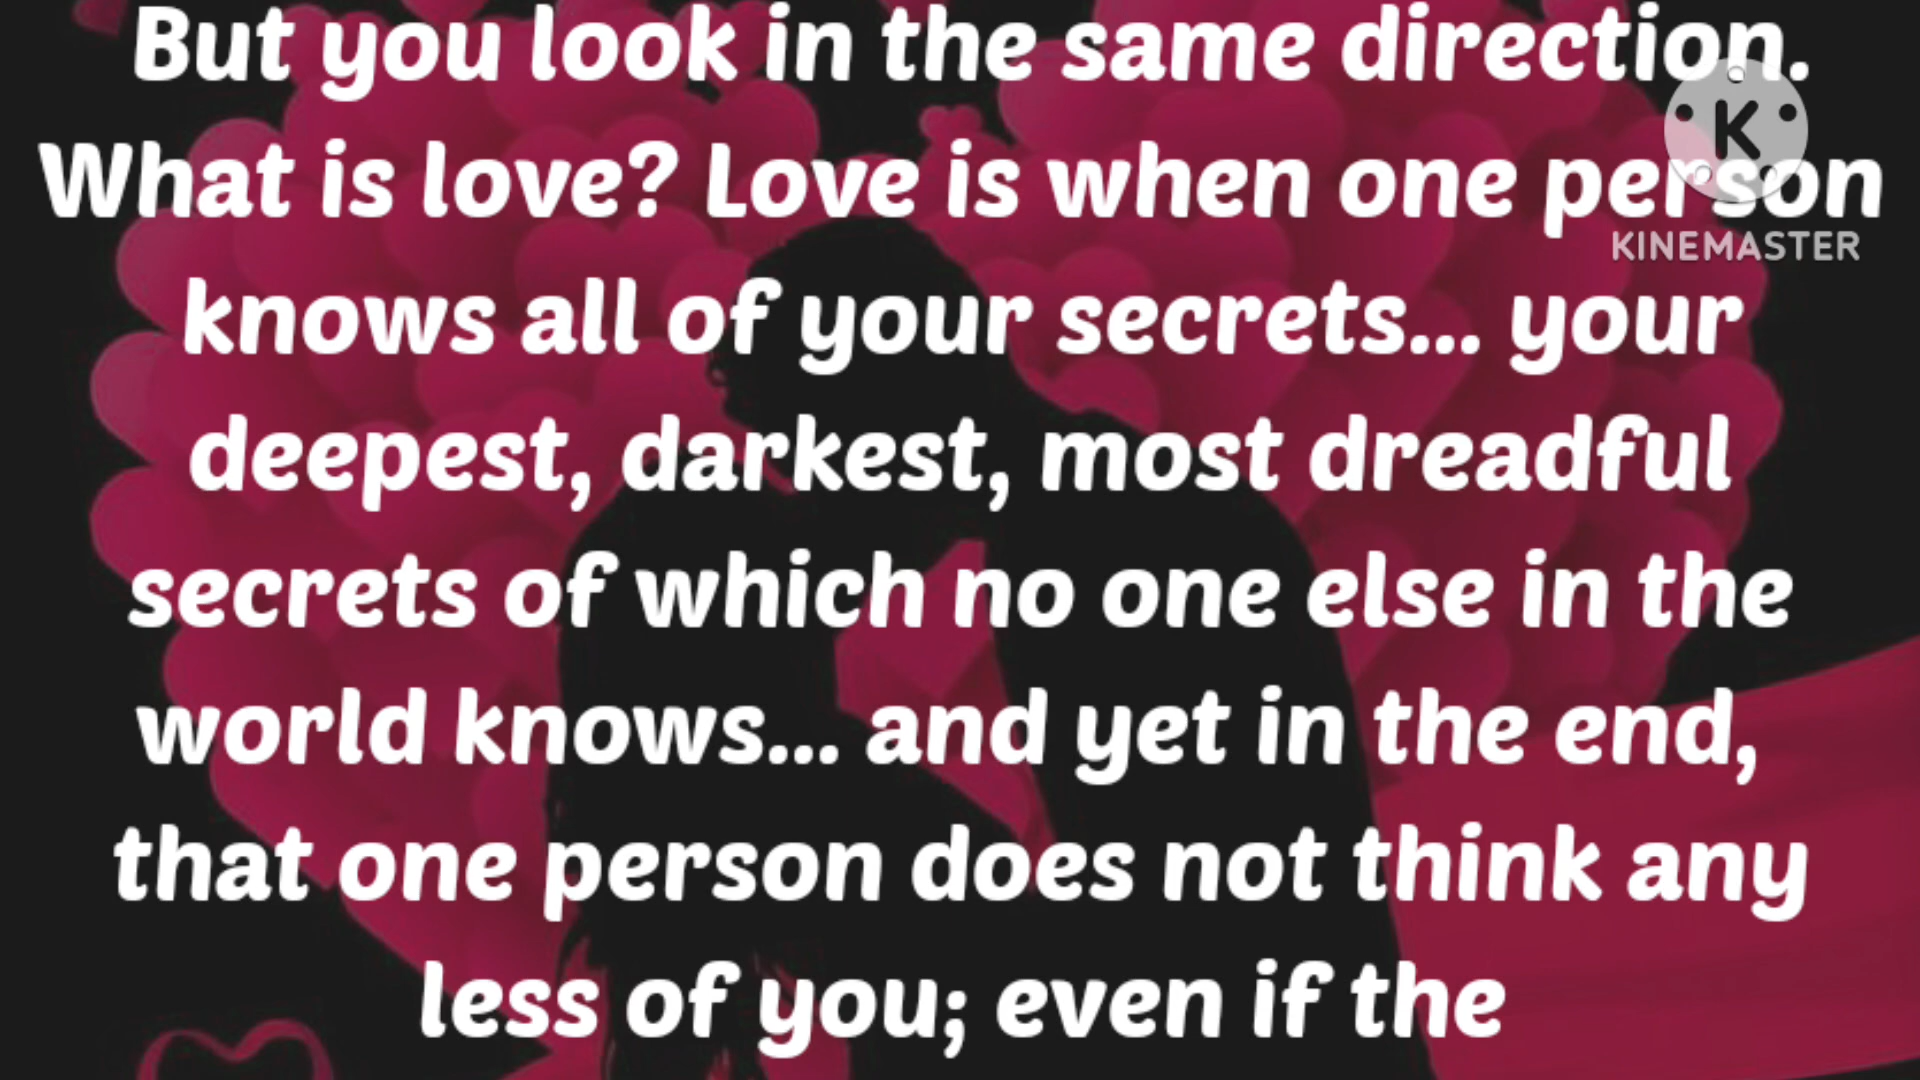 But you look in the same direction.
What is love? Love is when one person
knows all of your secrets... your
deepest, darkest, most dreadful
secrets of which no one else in the
world knows... and yet in the end,
that one person does not think any
less of you; even if the
K
KINEMASTER